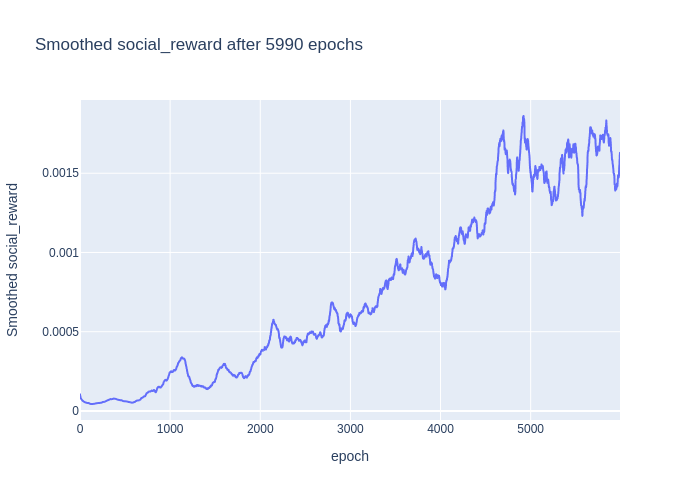 Smoothed social_reward after 5990 epochs
Smoothed social_reward
0.0015
0.001
0.0005
0
0 1000 2000 3000 4000 5000
epoch